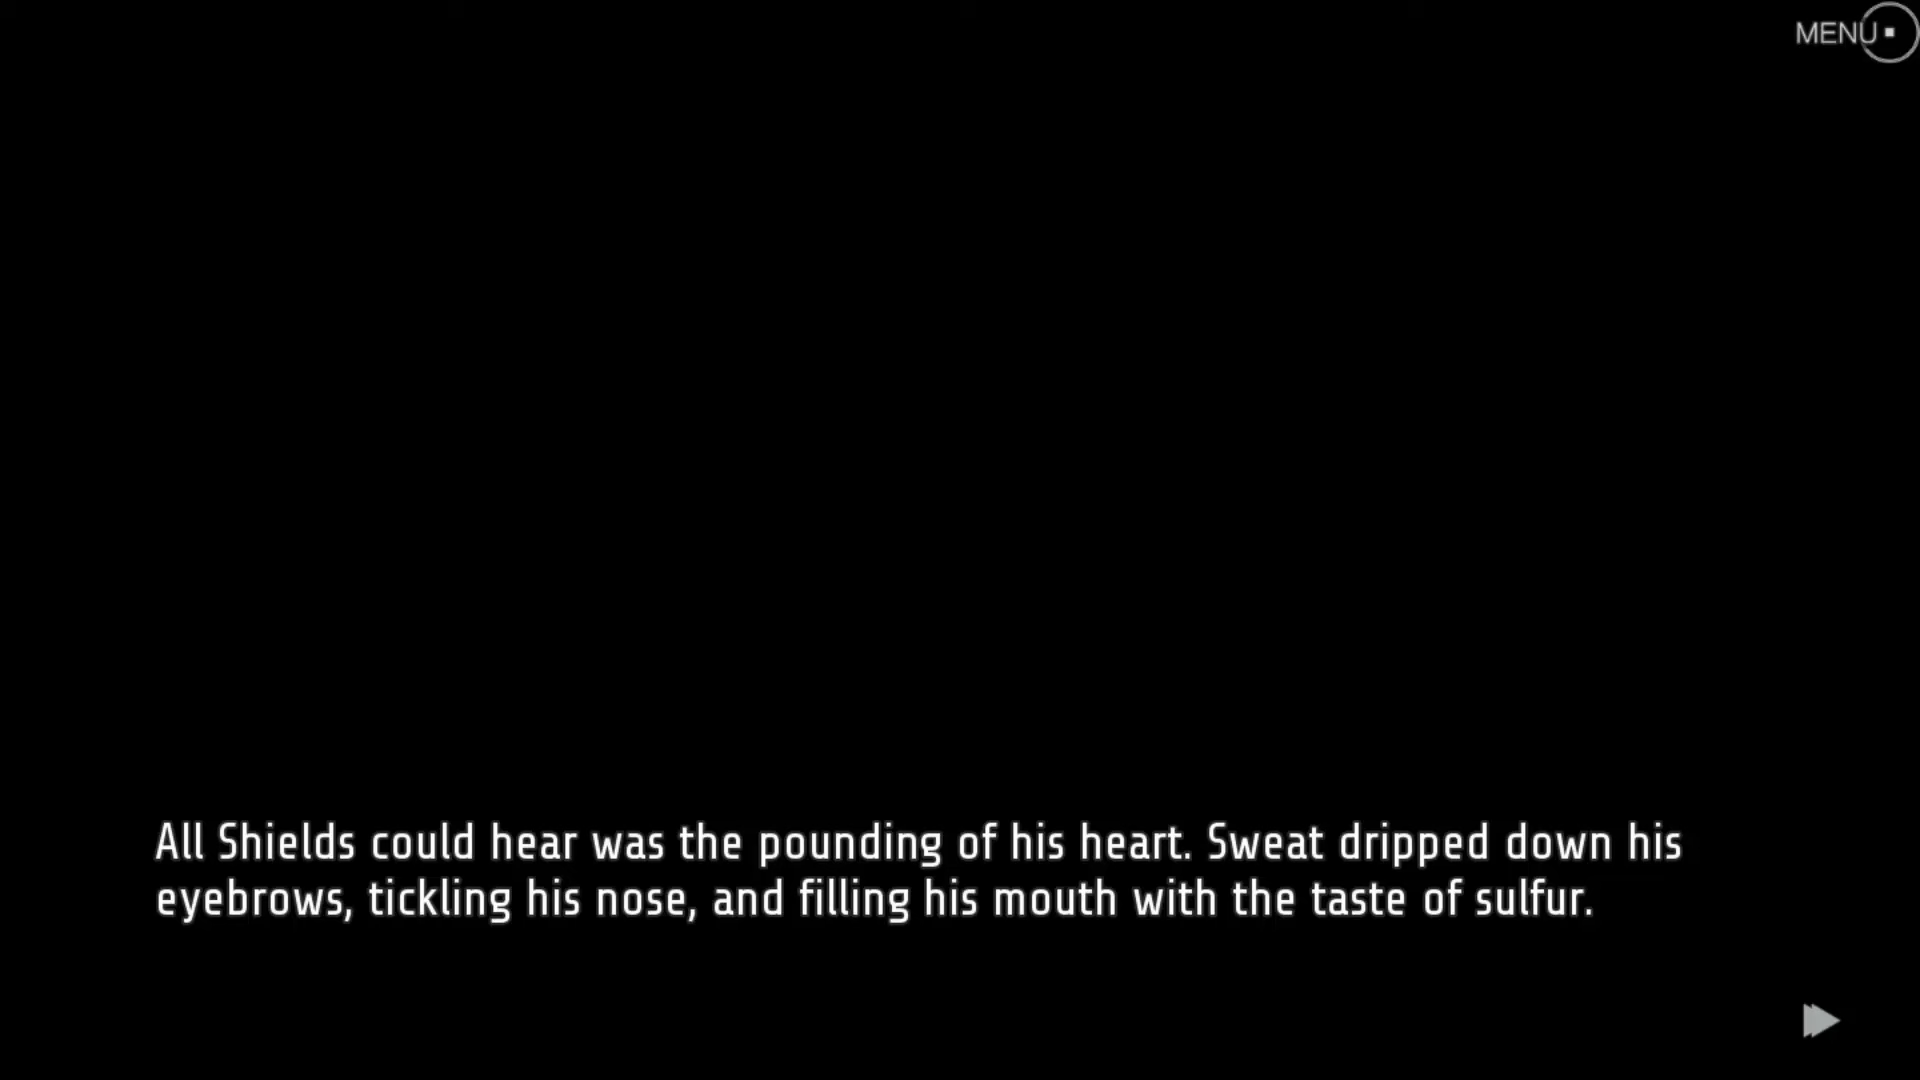 MENU
All Shields could hear was the pounding of his heart. Sweat dripped down his
eyebrows, tickling his nose, and filling his mouth with the taste of sulfur.